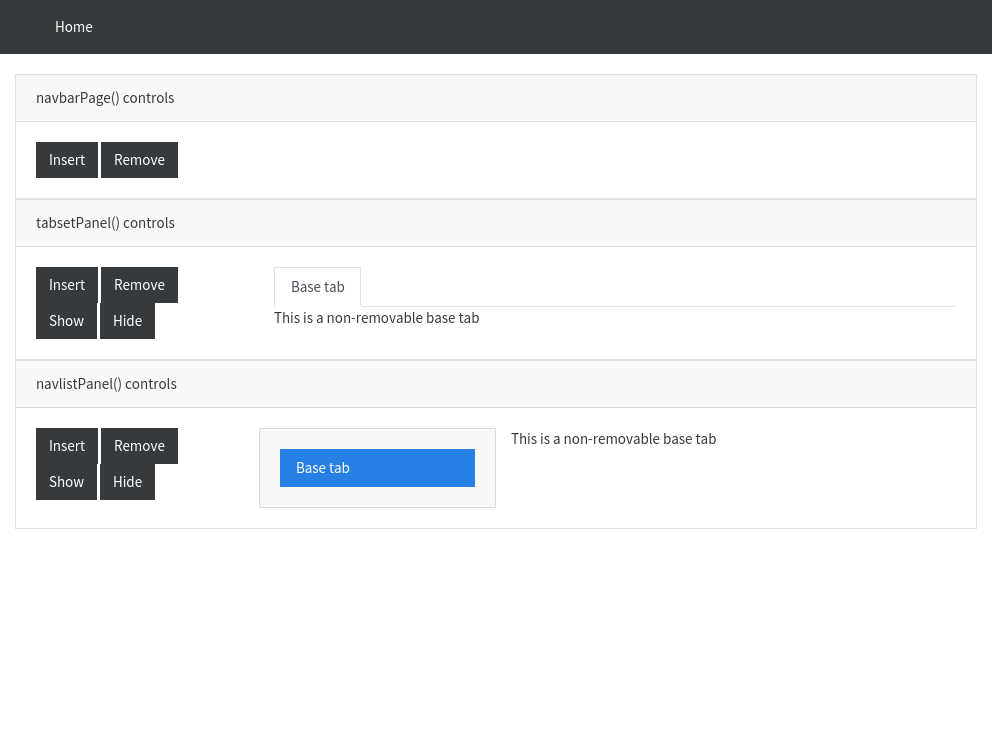 Home
navbarPage() controls
Insert Remove
tabsetPanel() controls
Insert Remove
Show Hide
Base tab
This is a non-removable base tab
navlistPanel() controls
Insert Remove
Show Hide
Base tab
This is a non-removable base tab